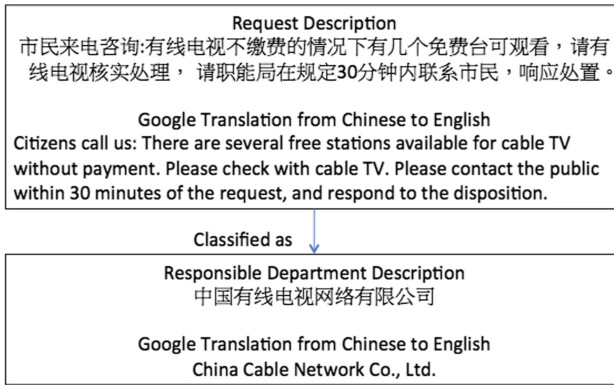 Request Description
市民来电咨询:有线电视不缴费的情况下有几个免费台可观看，请有
线电视核实处理， 请职能局在规定30分钟内联系市民，响应处置。
Google Translation from Chinese to English
Citizens call us: There are several free stations available for cable TV
without payment. Please check with cable TV. Please contact the public
within 30 minutes of the request, and respond to the disposition.
Classified as
Responsible Department Description
中国有线电视网络有限公司
Google Translation from Chinese to English
China Cable Network Co., Ltd.